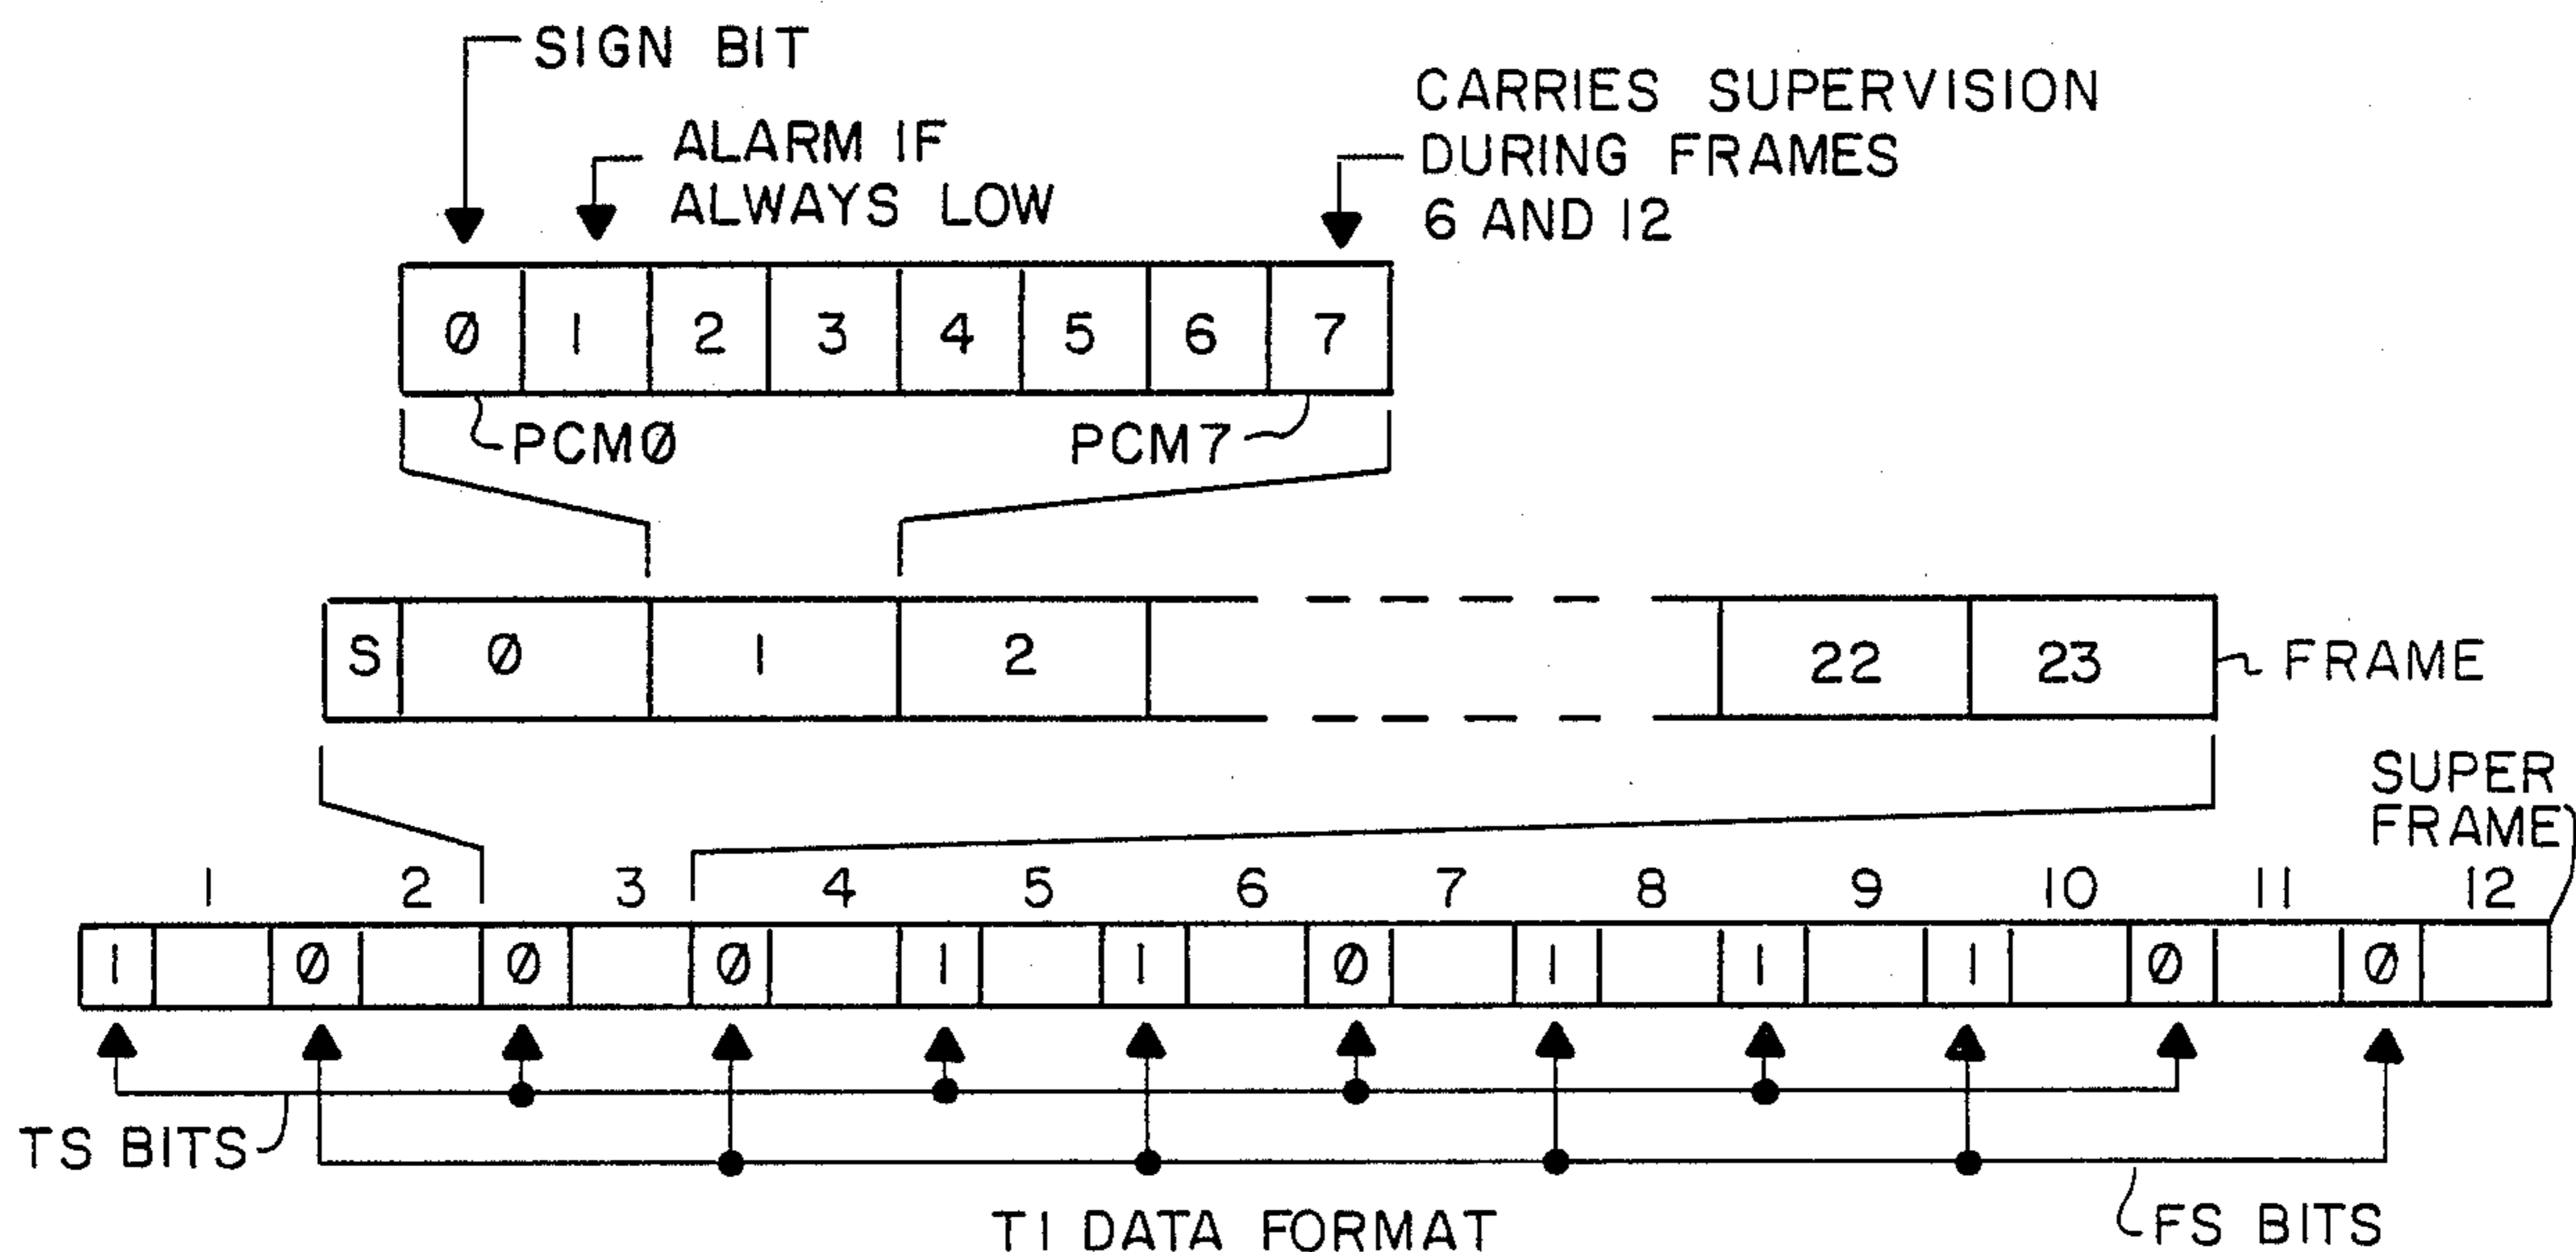 SIGN BIT
ALARM IF
ALWAYS LOW
CARRIES SUPERVISION
DURING FRAMES
6 AND 12
Ø 1 2 3 4 5 6 7
PCMØ PCM7
S Ø 1 2 22 23 FRAME
SUPER
FRAME
1 2 3 4 5 6 7 8 9 10 11 12
1 Ø Ø Ø 1 1 Ø 1 1 1 Ø Ø
TS BITS
FS BITS
T1 DATA FORMAT